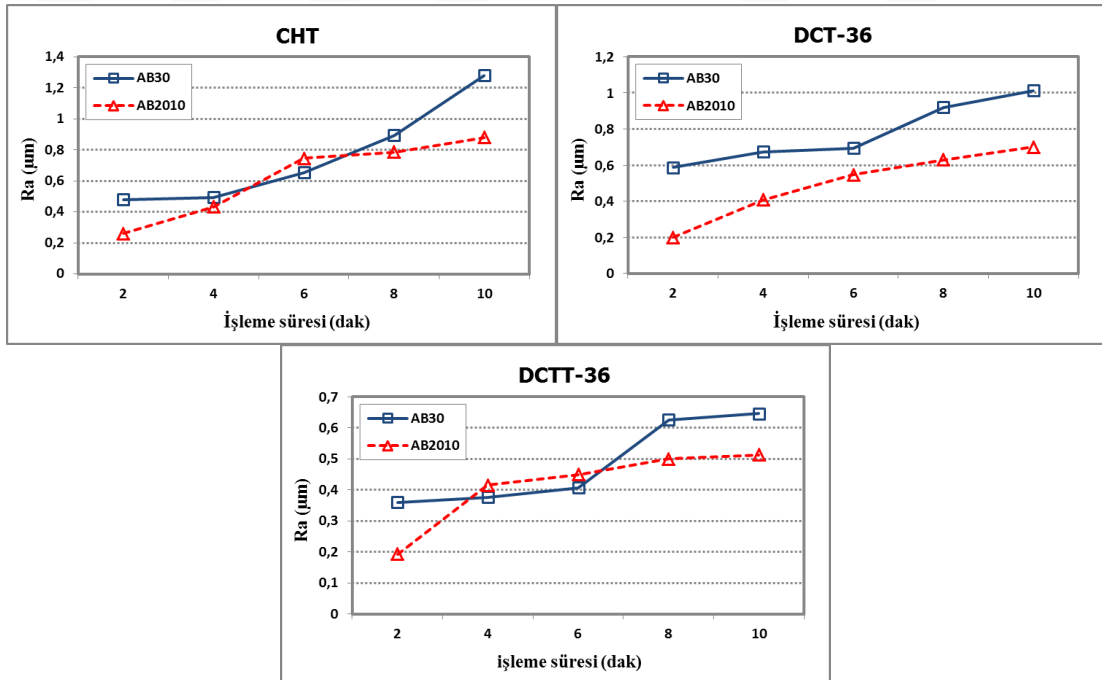 CHT
1,4
1,2
1
0,8
0,6
0,4
0,2
0
Ra (µm)
AB30
AB2010
2 4 6 8 10
İşleme süresi (dak)
DCT-36
1,2
1
0,8
0,6
0,4
0,2
0
Ra (µm)
AB30
AB2010
2 4 6 8 10
İşleme süresi (dak)
DCTT-36
0,7
0,6
0,5
0,4
0,3
0,2
0,1
0
Ra (µm)
AB30
AB2010
2 4 6 8 10
işleme süresi (dak)